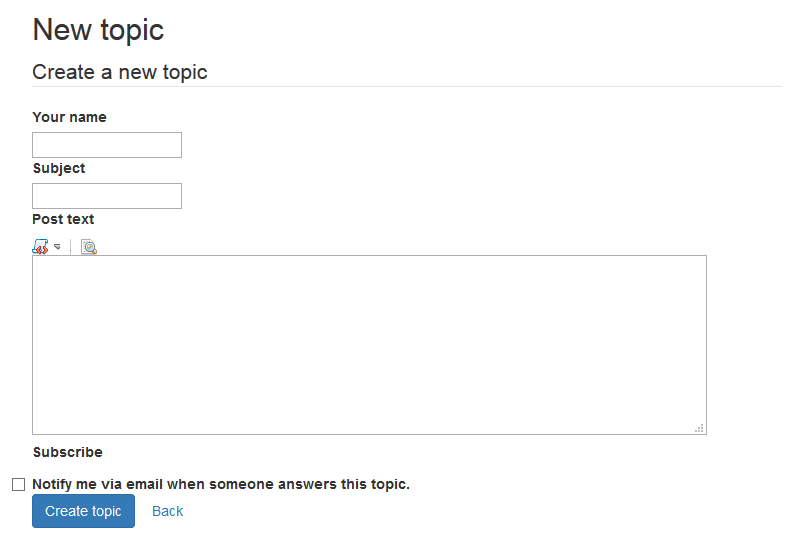 New topic
Create a new topic
Your name
Subject
Post text
Subscribe
Notify me via email when someone answers this topic.
Create topic Back